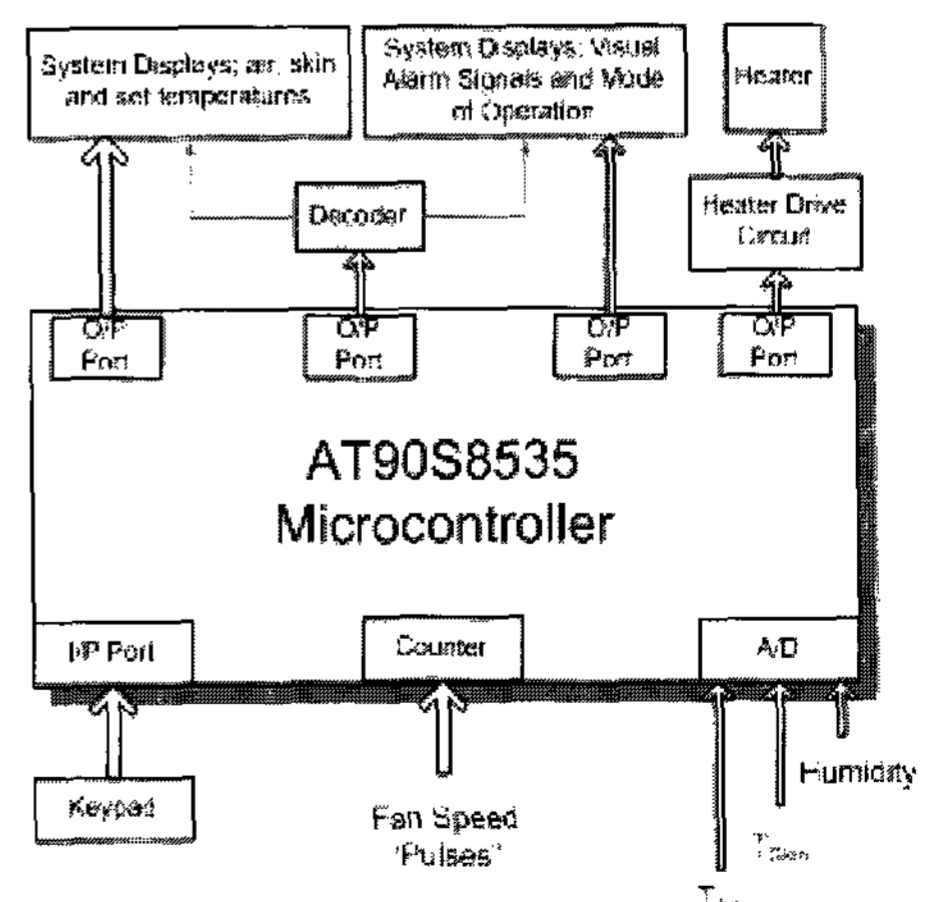 System Displays; air, skin
and set temperatures
System Displays: Visual
Alarm Signals and Mode
of Operation
Heater
Decoder
Heater Drive
Circuit
O/P
Port
O/P
Port
O/P
Port
O/P
Port
AT90S8535
Microcontroller
I/P Port
Counter
A/D
Keypad
Fan Speed
"Pulses"
Humidity
T Skin